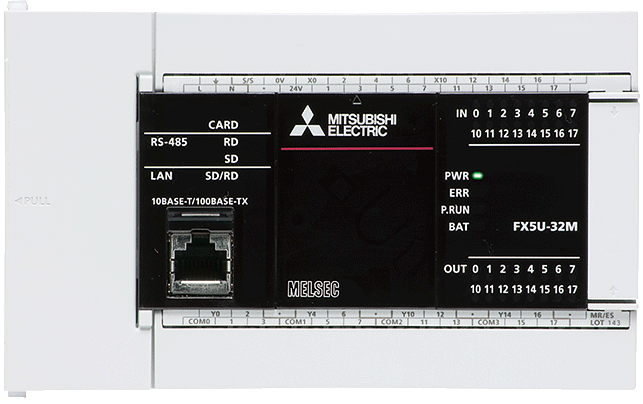 ⏚ S/S 0V X0 2 4 6 X10 12 14 16 •
L N • 24V 1 3 5 7 11 13 15 17
CARD
RS-485 RD
SD
LAN SD/RD
10BASE-T/100BASE-TX
MITSUBISHI
ELECTRIC
MELSEC
IN 0 1 2 3 4 5 6 7
10 11 12 13 14 15 16 17
PWR
ERR
P.RUN
BAT
FX5U-32M
OUT 0 1 2 3 4 5 6 7
10 11 12 13 14 15 16 17
◁PULL
Y0 2 • Y4 6 • Y10 12 • Y14 16 • MR/ES
COM0 1 3 COM1 5 7 COM2 11 13 COM3 15 17 LOT 143